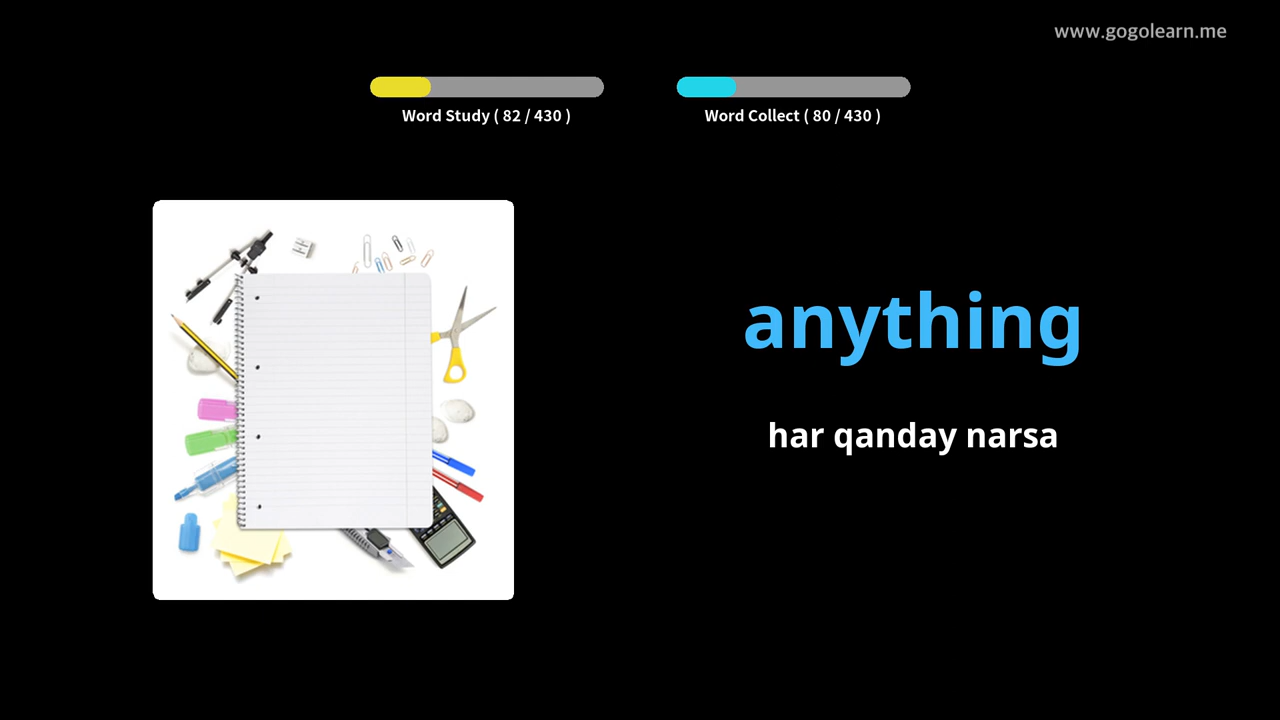 www.gogolearn.me
Word Study ( 82 / 430 )
Word Collect ( 80 / 430 )
anything
har qanday narsa